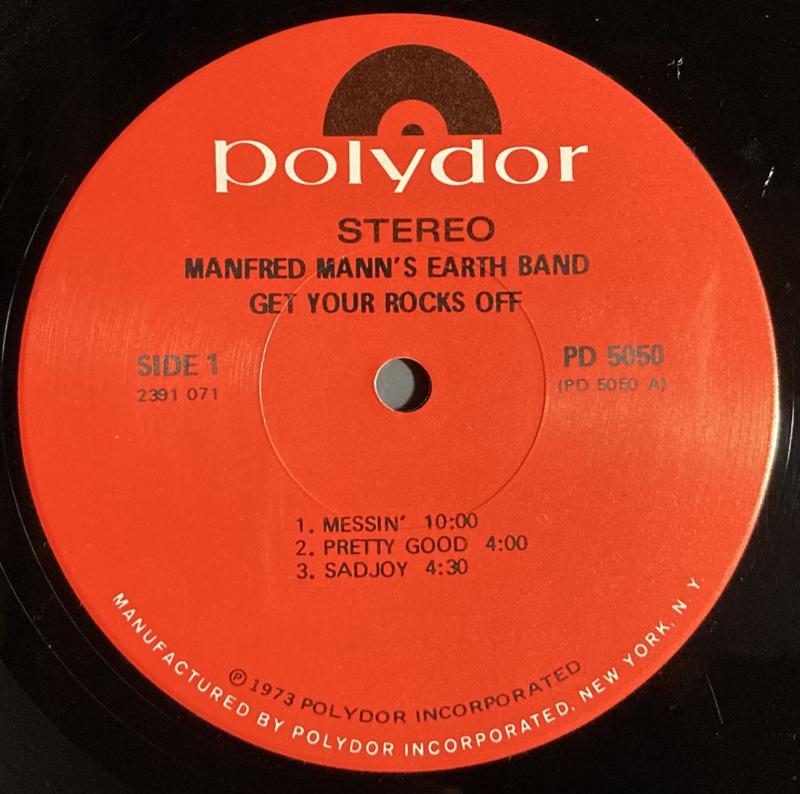 polydor
STEREO
MANFRED MANN'S EARTH BAND
GET YOUR ROCKS OFF
SIDE 1
2391 071
PD 5050
(PD 5050 A)
1. MESSIN' 10:00
2. PRETTY GOOD 4:00
3. SADJOY 4:30
℗ 1973 POLYDOR INCORPORATED
MANUFACTURED BY POLYDOR INCORPORATED, NEW YORK, N. Y.